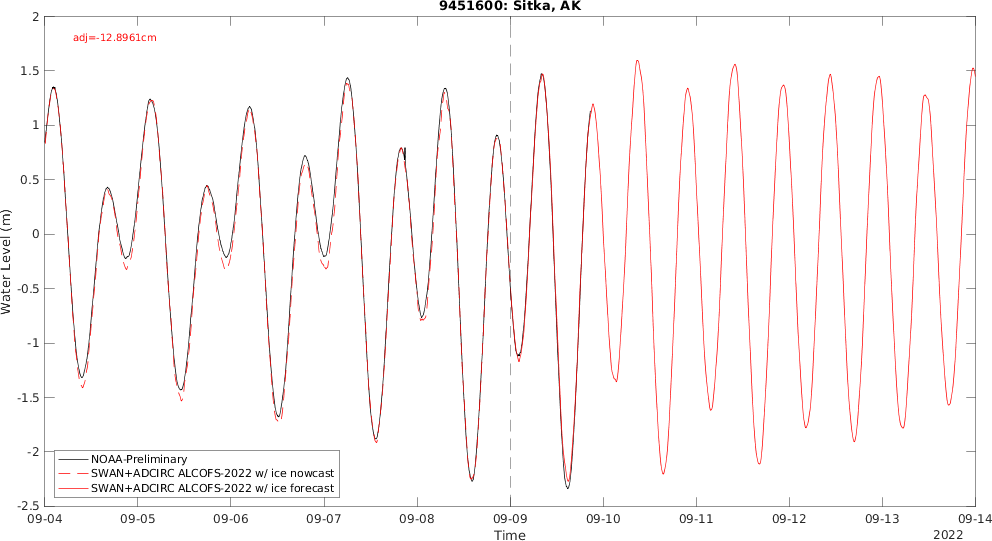 9451600: Sitka, AK
adj=-12.8961cm
Water Level (m)
2
1.5
1
0.5
0
-0.5
-1
-1.5
-2
-2.5
NOAA-Preliminary
SWAN+ADCIRC ALCOFS-2022 w/ ice nowcast
SWAN+ADCIRC ALCOFS-2022 w/ ice forecast
09-04 09-05 09-06 09-07 09-08 09-09 09-10 09-11 09-12 09-13 09-14
Time
2022